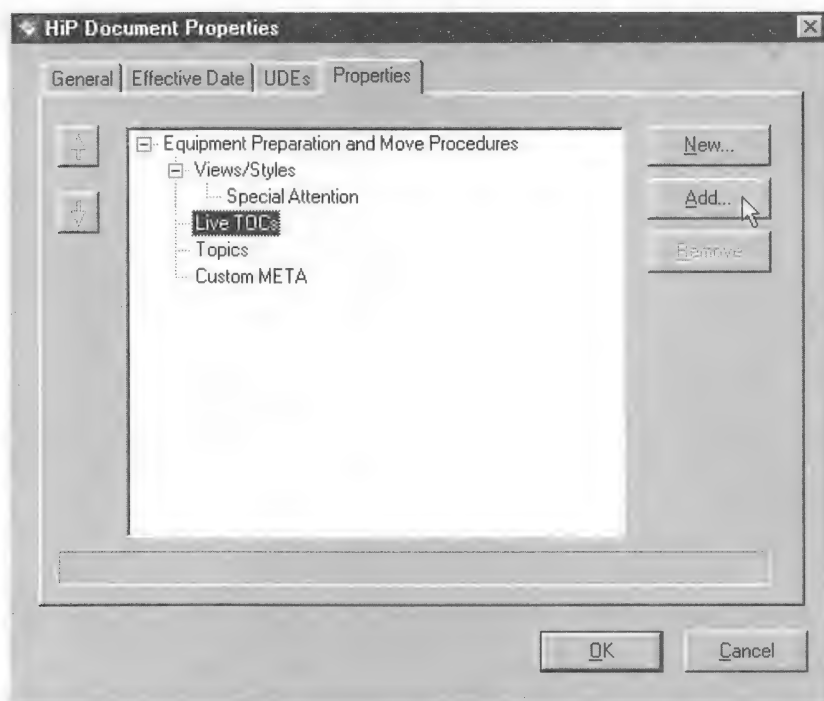 HiP Document Properties
General Effective Date UDEs Properties
Equipment Preparation and Move Procedures
Views/Styles
Special Attention
Live TOCs
Topics
Custom META
New...
Add...
Remove
OK Cancel